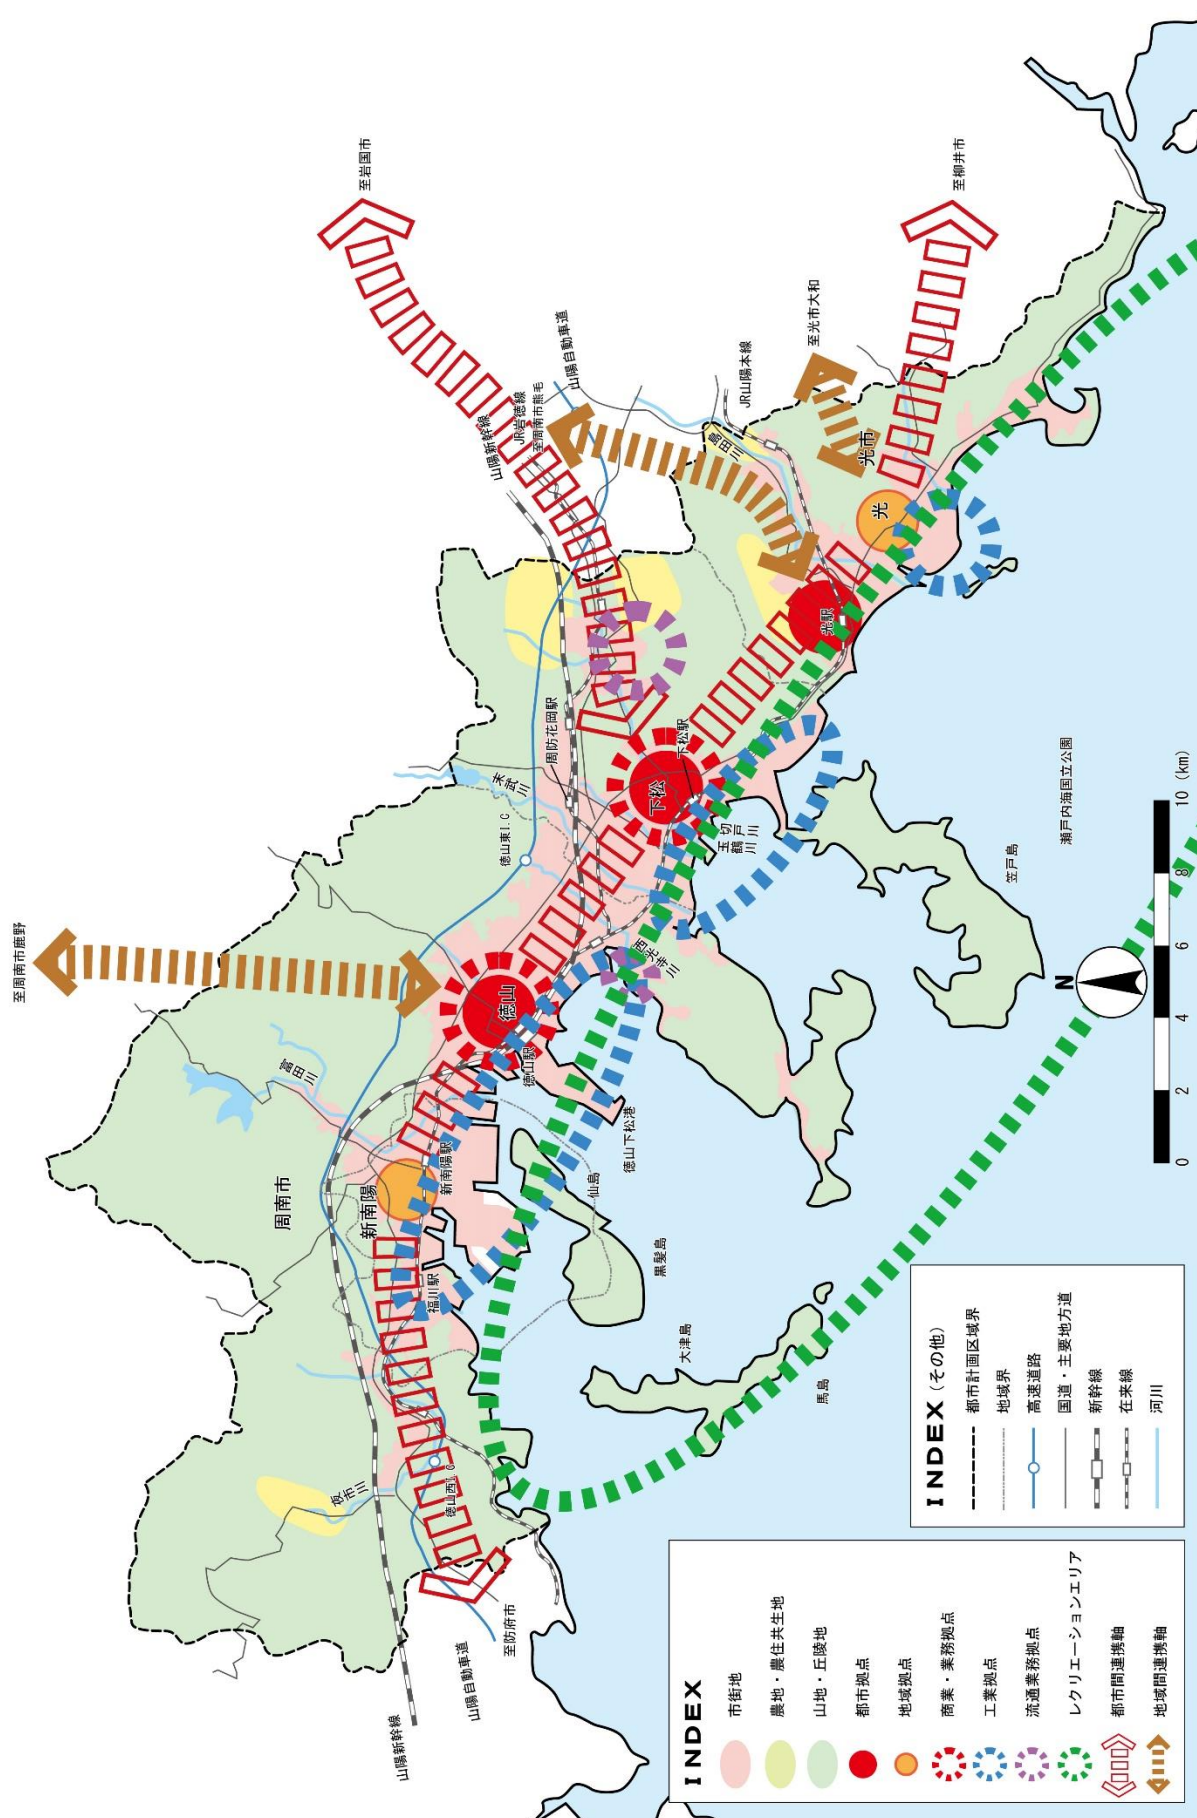 至周南市鹿野
至岩国市
山陽新幹線
JR岩徳線
至周南市熊毛
山陽自動車道
JR山陽本線
至光市大和
至柳井市
島田川
光市
光
光駅
周防花岡駅
末武川
徳山東I.C
下松
下松駅
切戸川
玉鶴川
西光寺川
富田川
徳山
徳山駅
周南市
新南陽
新南陽駅
福川駅
夜市川
徳山西I.C
至防府市
山陽自動車道
山陽新幹線
徳山下松港
仙島
黒髪島
大津島
馬島
笠戸島
瀬戸内海国立公園
N
0 2 4 6 8 10 (km)
INDEX
市街地
農地・農住共生地
山地・丘陵地
都市拠点
地域拠点
商業・業務拠点
工業拠点
流通業務拠点
レクリエーションエリア
都市間連携軸
地域間連携軸
INDEX (その他)
都市計画区域界
地域界
高速道路
国道・主要地方道
新幹線
在来線
河川